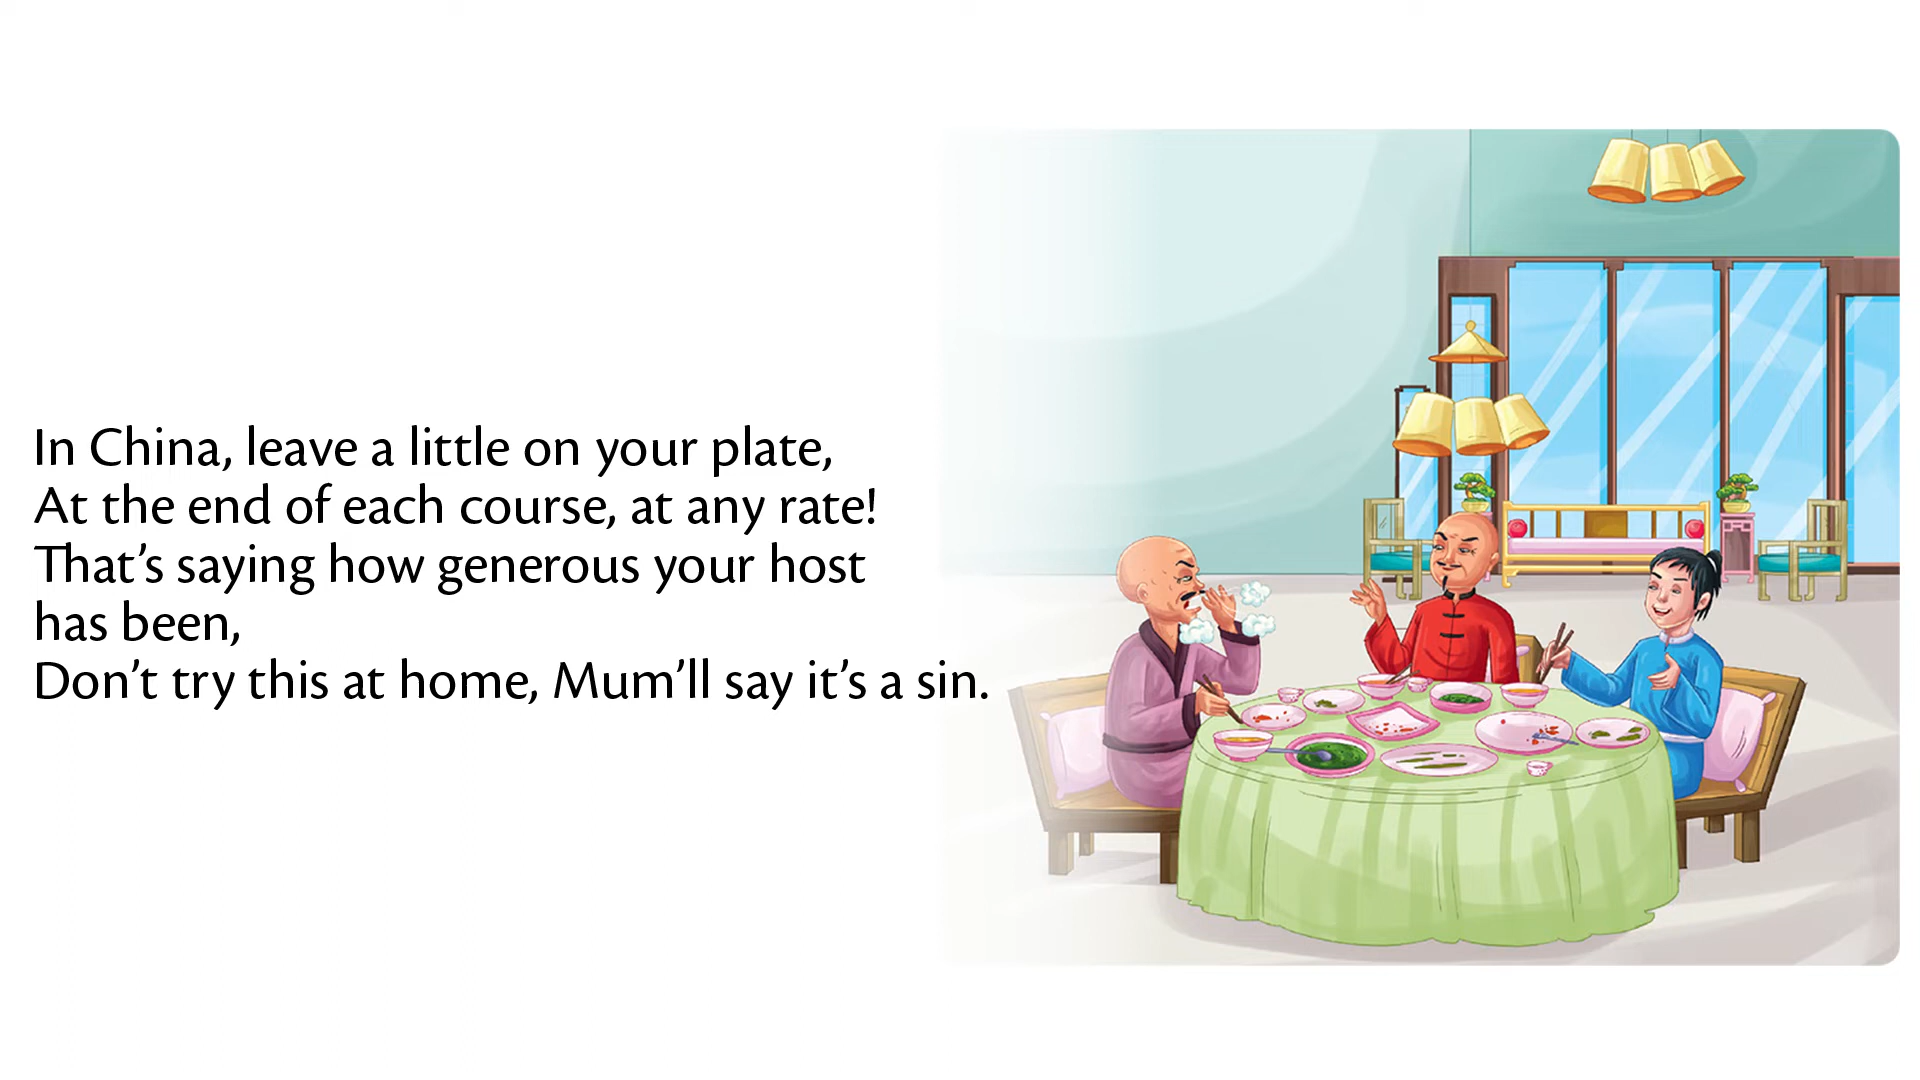 In China, leave a little on your plate,
At the end of each course, at any rate!
That’s saying how generous your host
has been,
Don’t try this at home, Mum’ll say it’s a sin.